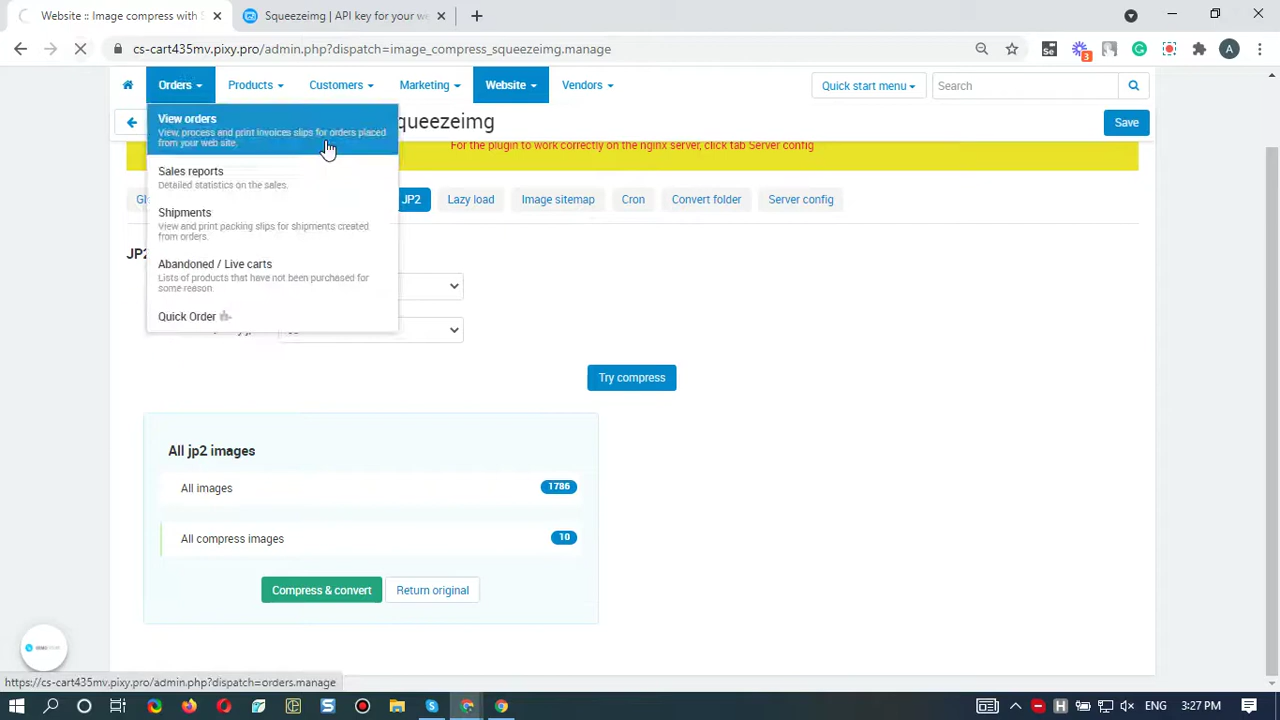 Website :: Image compress with S
Squeezeimg | API key for your we
cs-cart435mv.pixy.pro/admin.php?dispatch=image_compress_squeezeimg.manage
3
A
Orders
Products
Customers
Marketing
Website
Vendors
Quick start menu
Search
queezeimg
Save
View orders
View, process and print invoices slips for orders placed
from your web site.
For the plugin to work correctly on the nginx server, click tab Server config
Sales reports
Detailed statistics on the sales.
JP2
Lazy load
Image sitemap
Cron
Convert folder
Server config
Shipments
View and print packing slips for shipments created
from orders.
JP2
Abandoned / Live carts
Lists of products that have not been purchased for
some reason.
Quick Order
Try compress
All jp2 images
All images
1786
All compress images
10
Compress & convert
Return original
https://cs-cart435mv.pixy.pro/admin.php?dispatch=orders.manage
ENG
3:27 PM